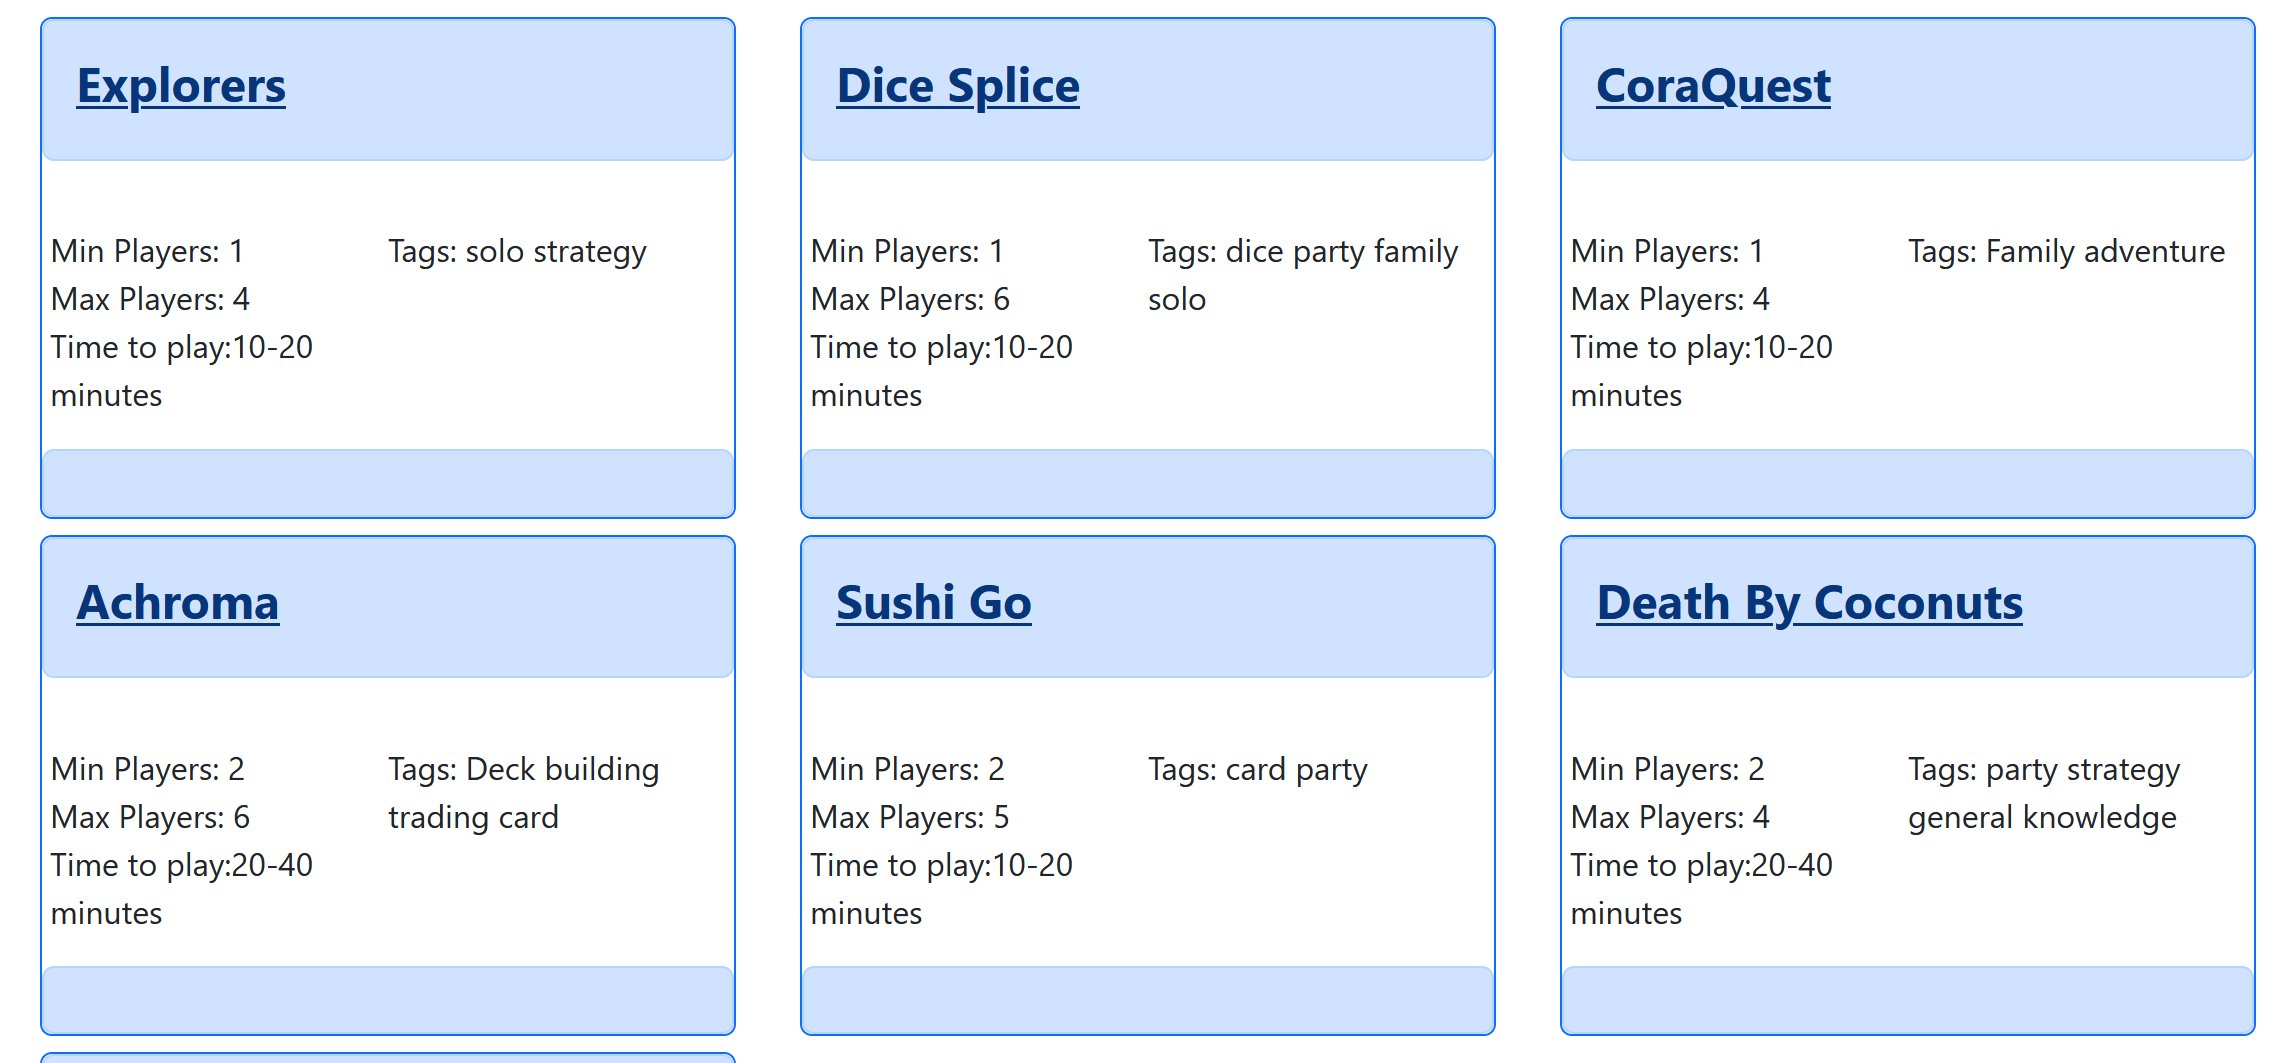 Explorers
Min Players: 1
Max Players: 4
Time to play:10-20
minutes
Tags: solo strategy
Dice Splice
Min Players: 1
Max Players: 6
Time to play:10-20
minutes
Tags: dice party family
solo
CoraQuest
Min Players: 1
Max Players: 4
Time to play:10-20
minutes
Tags: Family adventure
Achroma
Min Players: 2
Max Players: 6
Time to play:20-40
minutes
Tags: Deck building
trading card
Sushi Go
Min Players: 2
Max Players: 5
Time to play:10-20
minutes
Tags: card party
Death By Coconuts
Min Players: 2
Max Players: 4
Time to play:20-40
minutes
Tags: party strategy
general knowledge